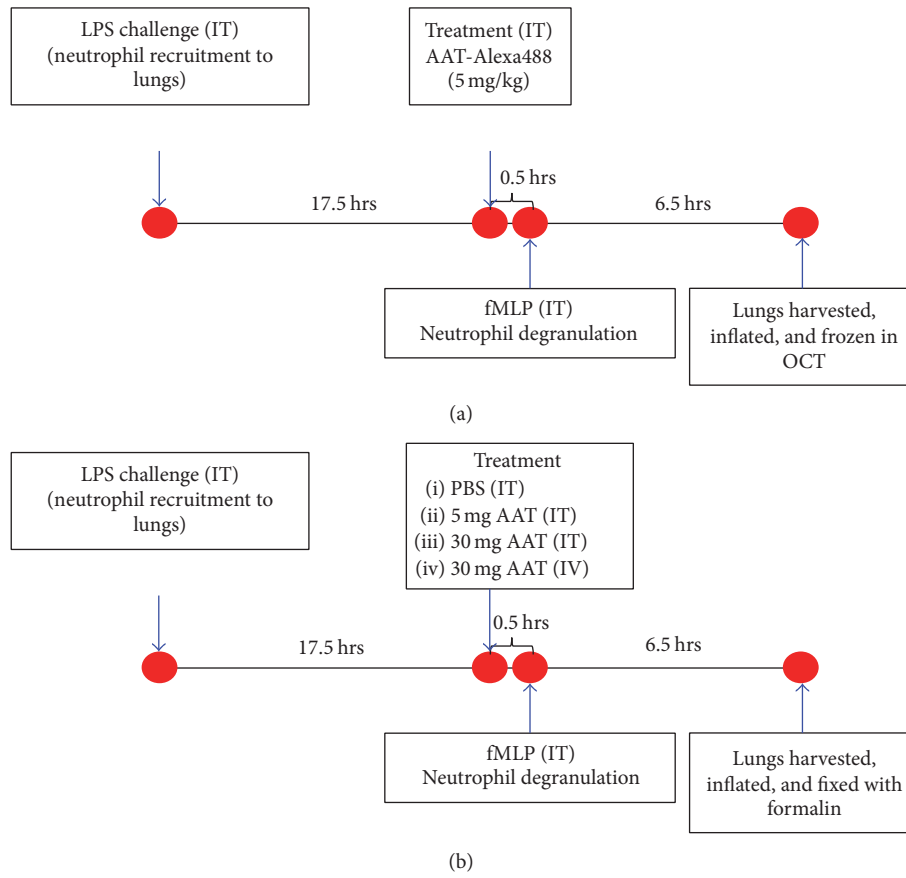 LPS challenge (IT)
(neutrophil recruitment to
lungs)
Treatment (IT)
AAT-Alexa488
(5 mg/kg)
17.5 hrs
0.5 hrs
6.5 hrs
fMLP (IT)
Neutrophil degranulation
Lungs harvested,
inflated, and frozen in
OCT
(a)
LPS challenge (IT)
(neutrophil recruitment to
lungs)
Treatment
(i) PBS (IT)
(ii) 5 mg AAT (IT)
(iii) 30 mg AAT (IT)
(iv) 30 mg AAT (IV)
17.5 hrs
0.5 hrs
6.5 hrs
fMLP (IT)
Neutrophil degranulation
Lungs harvested,
inflated, and fixed with
formalin
(b)